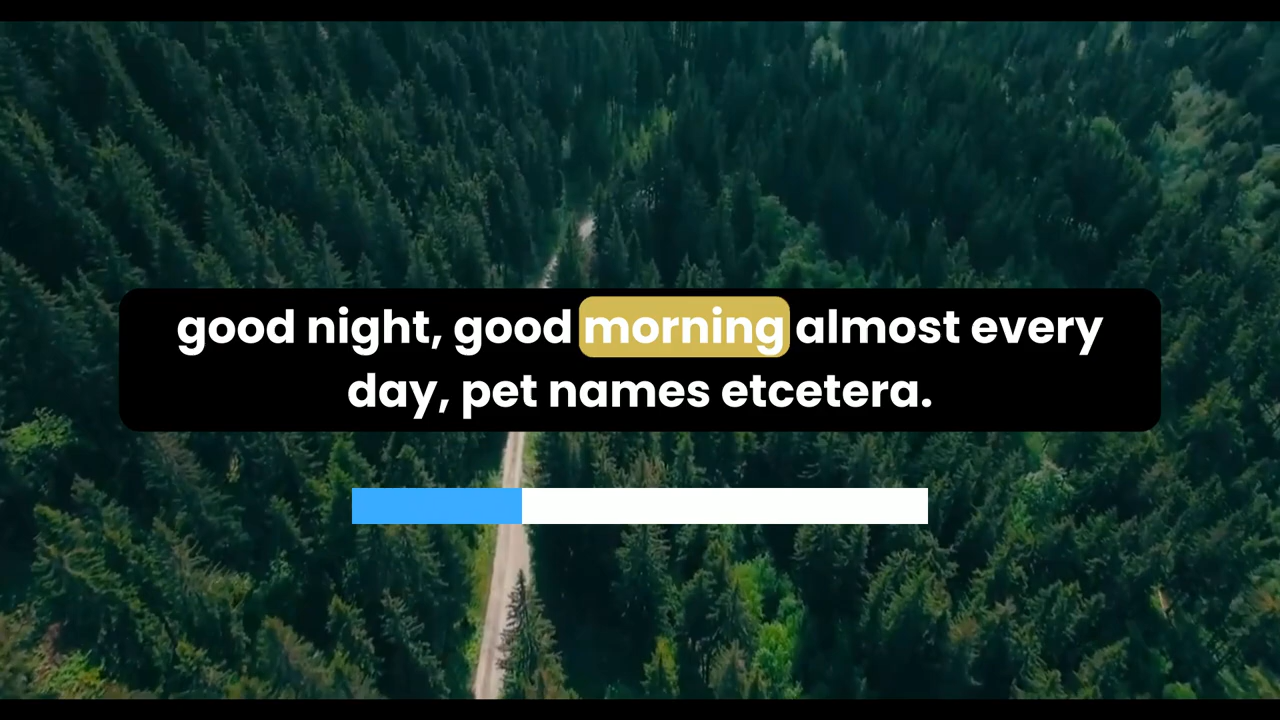 good night, good morning almost every
day, pet names etcetera.